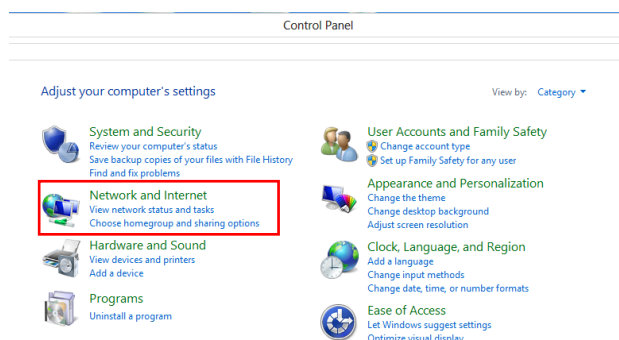 Control Panel
Adjust your computer's settings
View by: Category
System and Security
Review your computer's status
Save backup copies of your files with File History
Find and fix problems
Network and Internet
View network status and tasks
Choose homegroup and sharing options
Hardware and Sound
View devices and printers
Add a device
Programs
Uninstall a program
User Accounts and Family Safety
Change account type
Set up Family Safety for any user
Appearance and Personalization
Change the theme
Change desktop background
Adjust screen resolution
Clock, Language, and Region
Add a language
Change input methods
Change date, time, or number formats
Ease of Access
Let Windows suggest settings
Optimize visual display